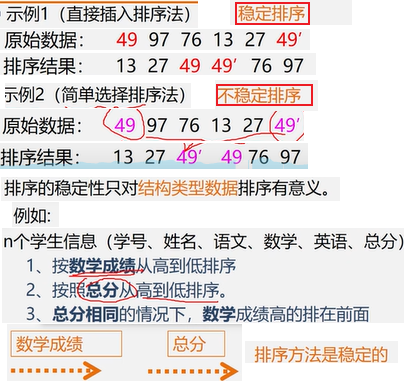 示例1（直接插入排序法） 稳定排序
原始数据： 49 97 76 13 27 49'
排序结果： 13 27 49 49' 76 97
示例2（简单选择排序法） 不稳定排序
原始数据： 49 97 76 13 27 49'
排序结果： 13 27 49' 49 76 97
排序的稳定性只对结构类型数据排序有意义。
例如:
n个学生信息（学号、姓名、语文、数学、英语、总分）
1、按数学成绩从高到低排序
2、按照总分从高到低排序。
3、总分相同的情况下，数学成绩高的排在前面
数学成绩 总分 排序方法是稳定的